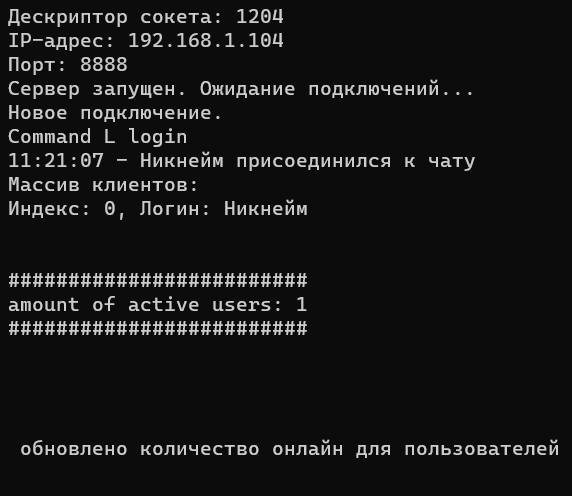 Дескриптор сокета: 1204
IP-адрес: 192.168.1.104
Порт: 8888
Сервер запущен. Ожидание подключений...
Новое подключение.
Command L login
11:21:07 - Никнейм присоединился к чату
Массив клиентов:
Индекс: 0, Логин: Никнейм
#########################
amount of active users: 1
#########################
обновлено количество онлайн для пользователей